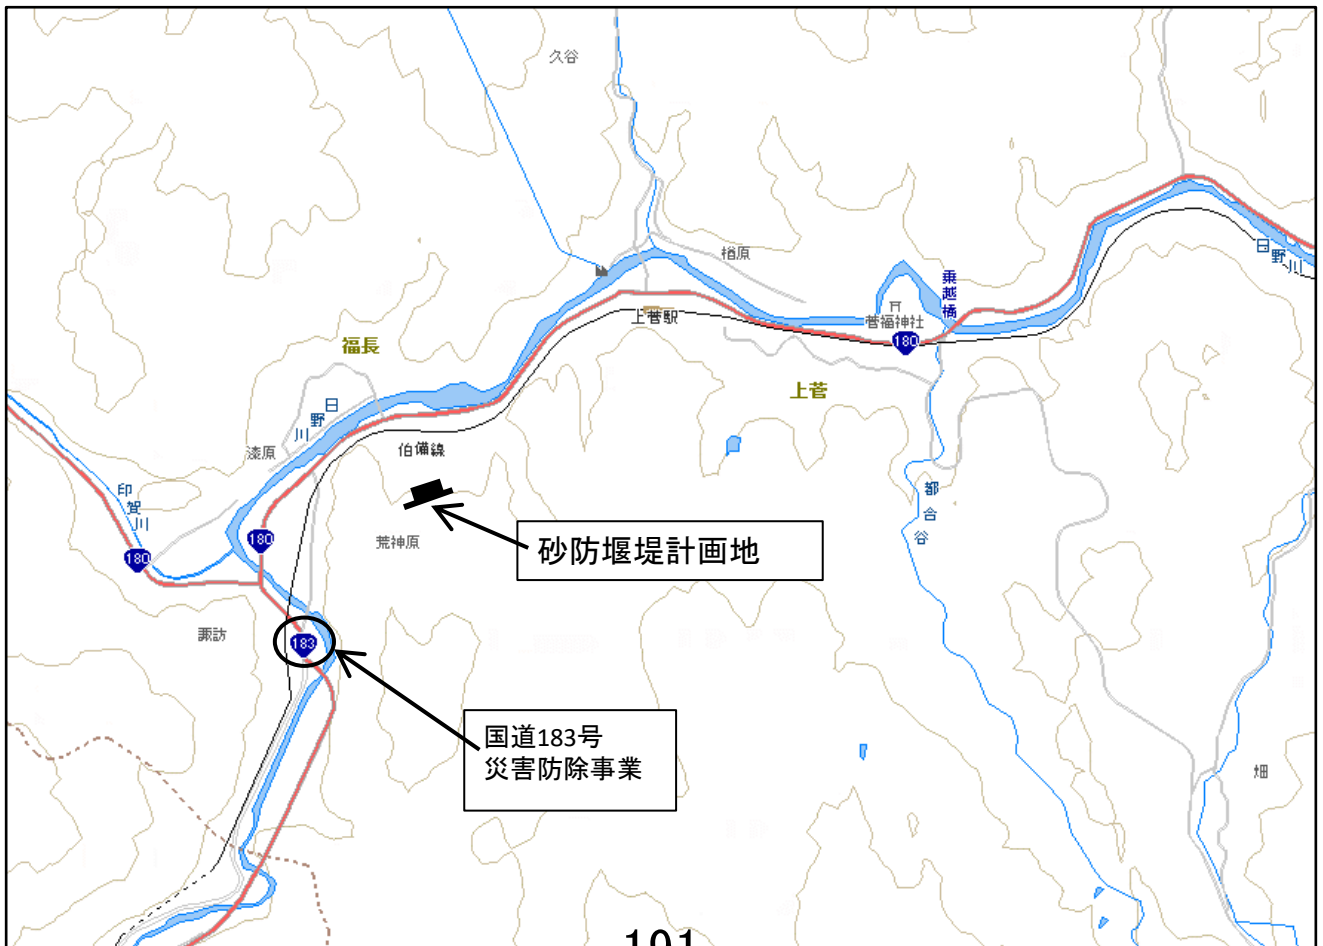 久谷
楢原
日野川
乗越橋
上菅駅
菅福神社
180
福長
上菅
日野川
漆原
伯備線
印賀川
都合谷
180
180
荒神原
砂防堰堤計画地
諏訪
183
国道183号
災害防除事業
畑
101